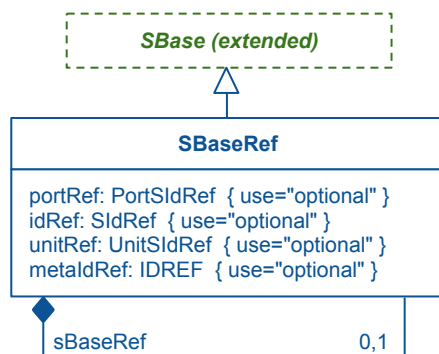 SBase (extended)
SBaseRef
portRef: PortSIdRef { use="optional" }
idRef: SIdRef { use="optional" }
unitRef: UnitSIdRef { use="optional" }
metaIdRef: IDREF { use="optional" }
sBaseRef 0,1